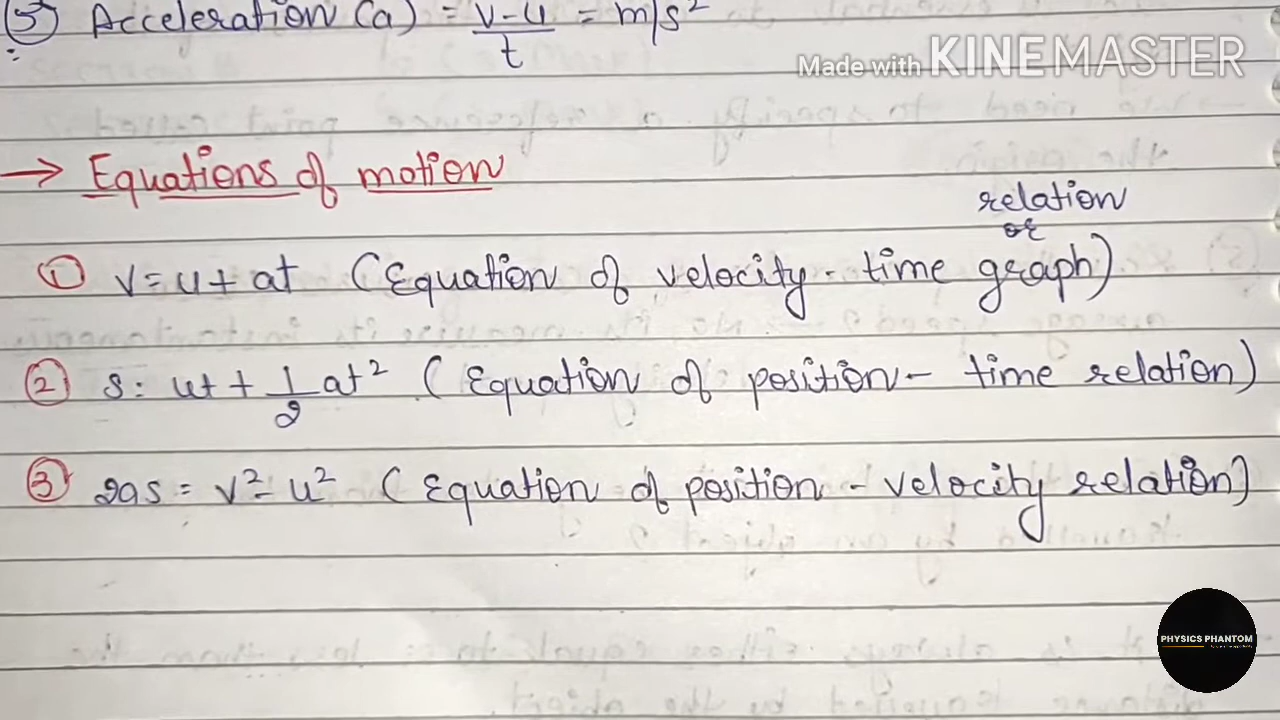 (5) Acceleration (a) = v-u/t = m/s²
Made with KINEMASTER
→ Equations of motion
relation
or
① v = u + at (Equation of velocity - time graph)
② s: ut + 1/2 at² (Equation of position - time relation)
③ 2as = v² - u² (Equation of position - velocity relation)
PHYSICS PHANTOM